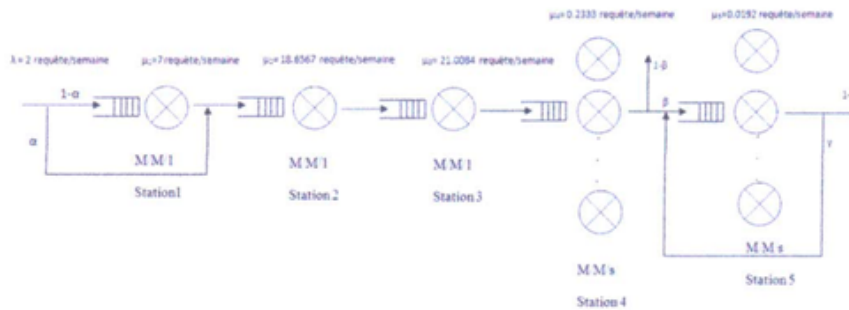 μ₄=0.2333 requête/semaine
μ₅=0.0192 requête/semaine
λ = 2 requête/semaine
μ₁=7 requête/semaine
μ₂=18.6567 requête/semaine
μ₃= 21.0084 requête/semaine
1-α
1-β
β
1-
α
γ
M/M/1
M/M/1
M/M/1
Station1
Station 2
Station 3
M/M/s
Station 5
M/M/s
Station 4